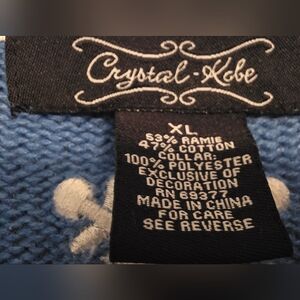 Crystal-Kobe
XL
53% RAMIE
47% COTTON
COLLAR:
100% POLYESTER
EXCLUSIVE OF
DECORATION
RN 69377
MADE IN CHINA
FOR CARE
SEE REVERSE